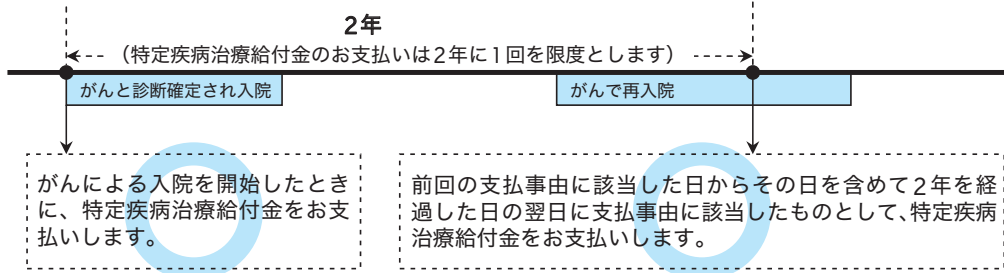 2年
(特定疾病治療給付金のお支払いは2年に1回を限度とします)
がんと診断確定され入院
がんで再入院
がんによる入院を開始したとき
に、特定疾病治療給付金をお支
払いします。
前回の支払事由に該当した日からその日を含めて2年を経
過した日の翌日に支払事由に該当したものとして、特定疾病
治療給付金をお支払いします。